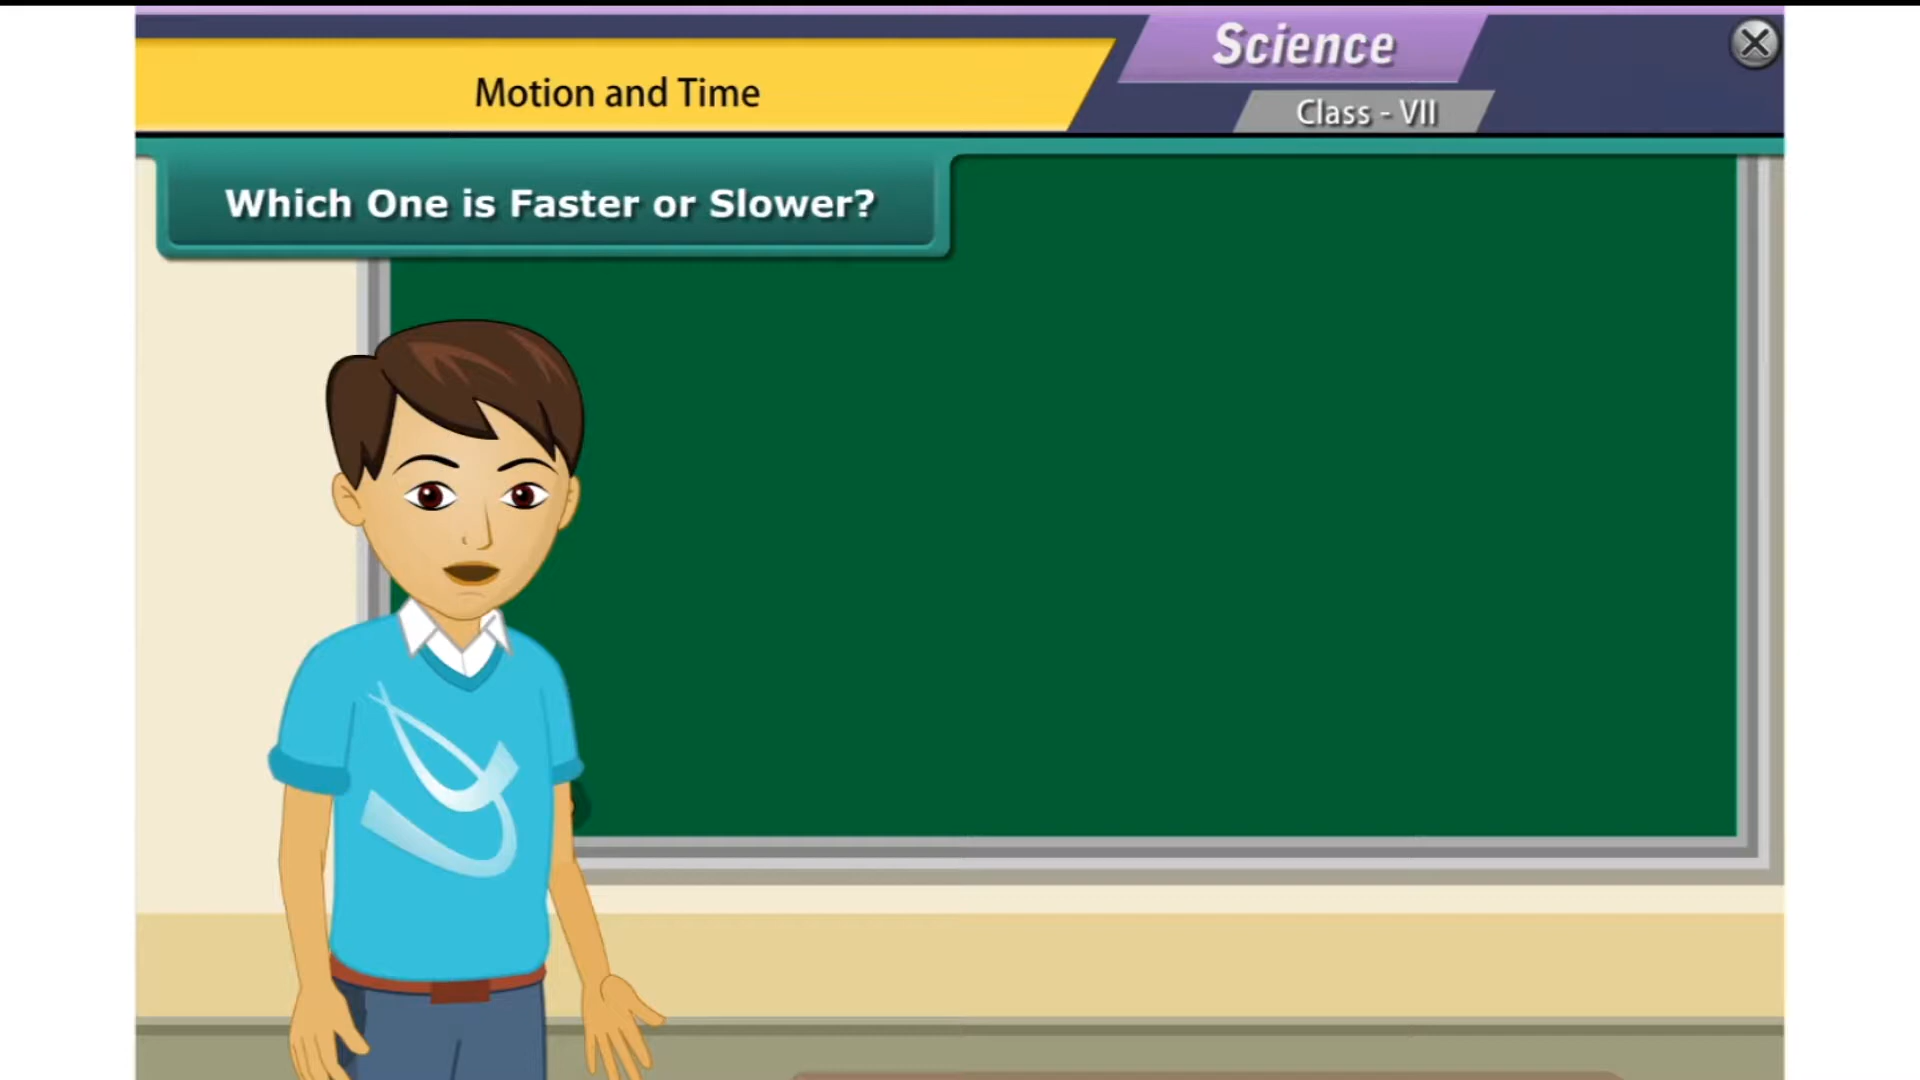 Science
Motion and Time
Class - VII
Which One is Faster or Slower?